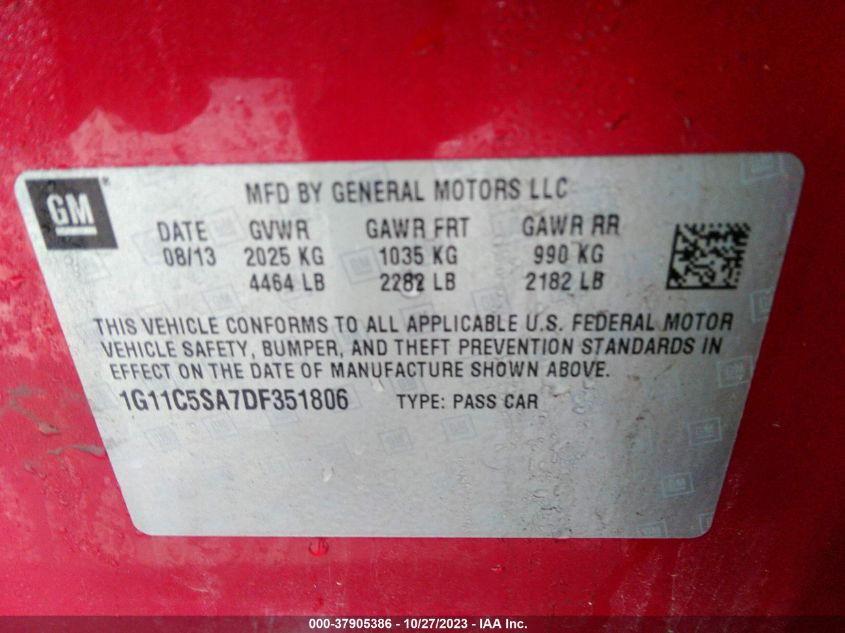 GM®
MFD BY GENERAL MOTORS LLC
DATE GVWR GAWR FRT GAWR RR
08/13 2025 KG 1035 KG 990 KG
4464 LB 2282 LB 2182 LB
THIS VEHICLE CONFORMS TO ALL APPLICABLE U.S. FEDERAL MOTOR
VEHICLE SAFETY, BUMPER, AND THEFT PREVENTION STANDARDS IN
EFFECT ON THE DATE OF MANUFACTURE SHOWN ABOVE.
1G11C5SA7DF351806 TYPE: PASS CAR
000-37905386 - 10/27/2023 - IAA Inc.